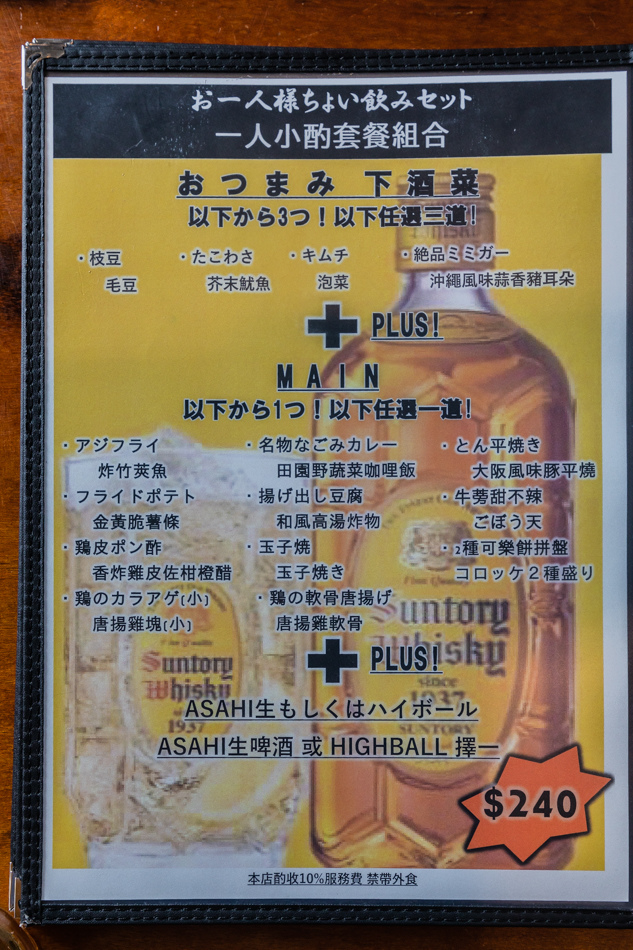 お一人様ちょい飲みセット
一人小酌套餐組合
おつまみ 下酒菜
以下から3つ！以下任選三道!
・枝豆 ・たこわさ ・キムチ ・絶品ミミガー
毛豆 芥末魷魚 泡菜 沖繩風味蒜香豬耳朵
PLUS!
MAIN
以下から1つ！以下任選一道!
・アジフライ ・名物なごみカレー ・とん平焼き
炸竹莢魚 田園野蔬菜咖哩飯 大阪風味豚平燒
・フライドポテト ・揚げ出し豆腐 ・牛蒡甜不辣
金黃脆薯條 和風高湯炸物 ごぼう天
・鶏皮ポン酢 ・玉子燒 ・2種可樂餅拼盤
香炸雞皮佐柑橙醋 玉子焼き コロッケ２種盛り
・鶏のカラアゲ(小) ・鶏の軟骨唐揚げ
唐揚雞塊(小) 唐揚雞軟骨
PLUS!
Suntory
Whisky
since
1937
SUNTORY
Suntory
Whisky
1937
ASAHI生もしくはハイボール
ASAHI生啤酒 或 HIGHBALL 擇一
$240
本店酌收10%服務費 禁帶外食